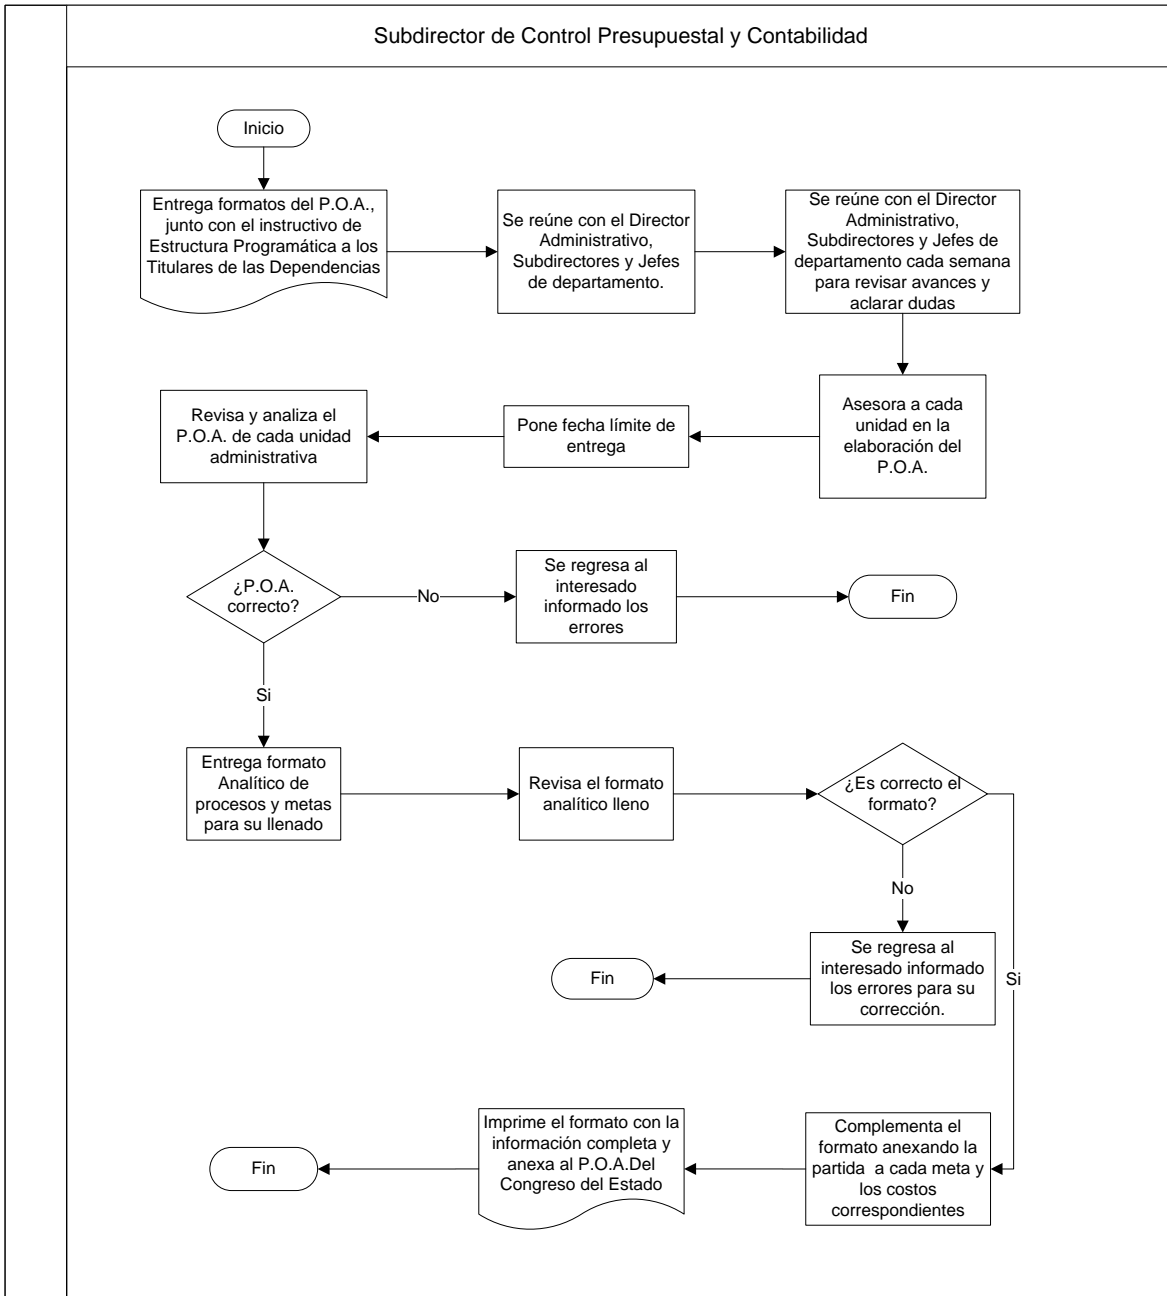 Subdirector de Control Presupuestal y Contabilidad
Inicio
Entrega formatos del P.O.A.,
junto con el instructivo de
Estructura Programática a los
Titulares de las Dependencias
Se reúne con el Director
Administrativo,
Subdirectores y Jefes
de departamento.
Se reúne con el Director
Administrativo,
Subdirectores y Jefes de
departamento cada semana
para revisar avances y
aclarar dudas
Asesora a cada
unidad en la
elaboración del
P.O.A.
Pone fecha límite de
entrega
Revisa y analiza el
P.O.A. de cada unidad
administrativa
¿P.O.A.
correcto?
No
Se regresa al
interesado
informado los
errores
Fin
Si
Entrega formato
Analítico de
procesos y metas
para su llenado
Revisa el formato
analítico lleno
¿Es correcto el
formato?
No
Se regresa al
interesado informado
los errores para su
corrección.
Fin
Si
Complementa el
formato anexando la
partida  a cada meta y
los costos
correspondientes
Imprime el formato con la
información completa y
anexa al P.O.A.Del
Congreso del Estado
Fin